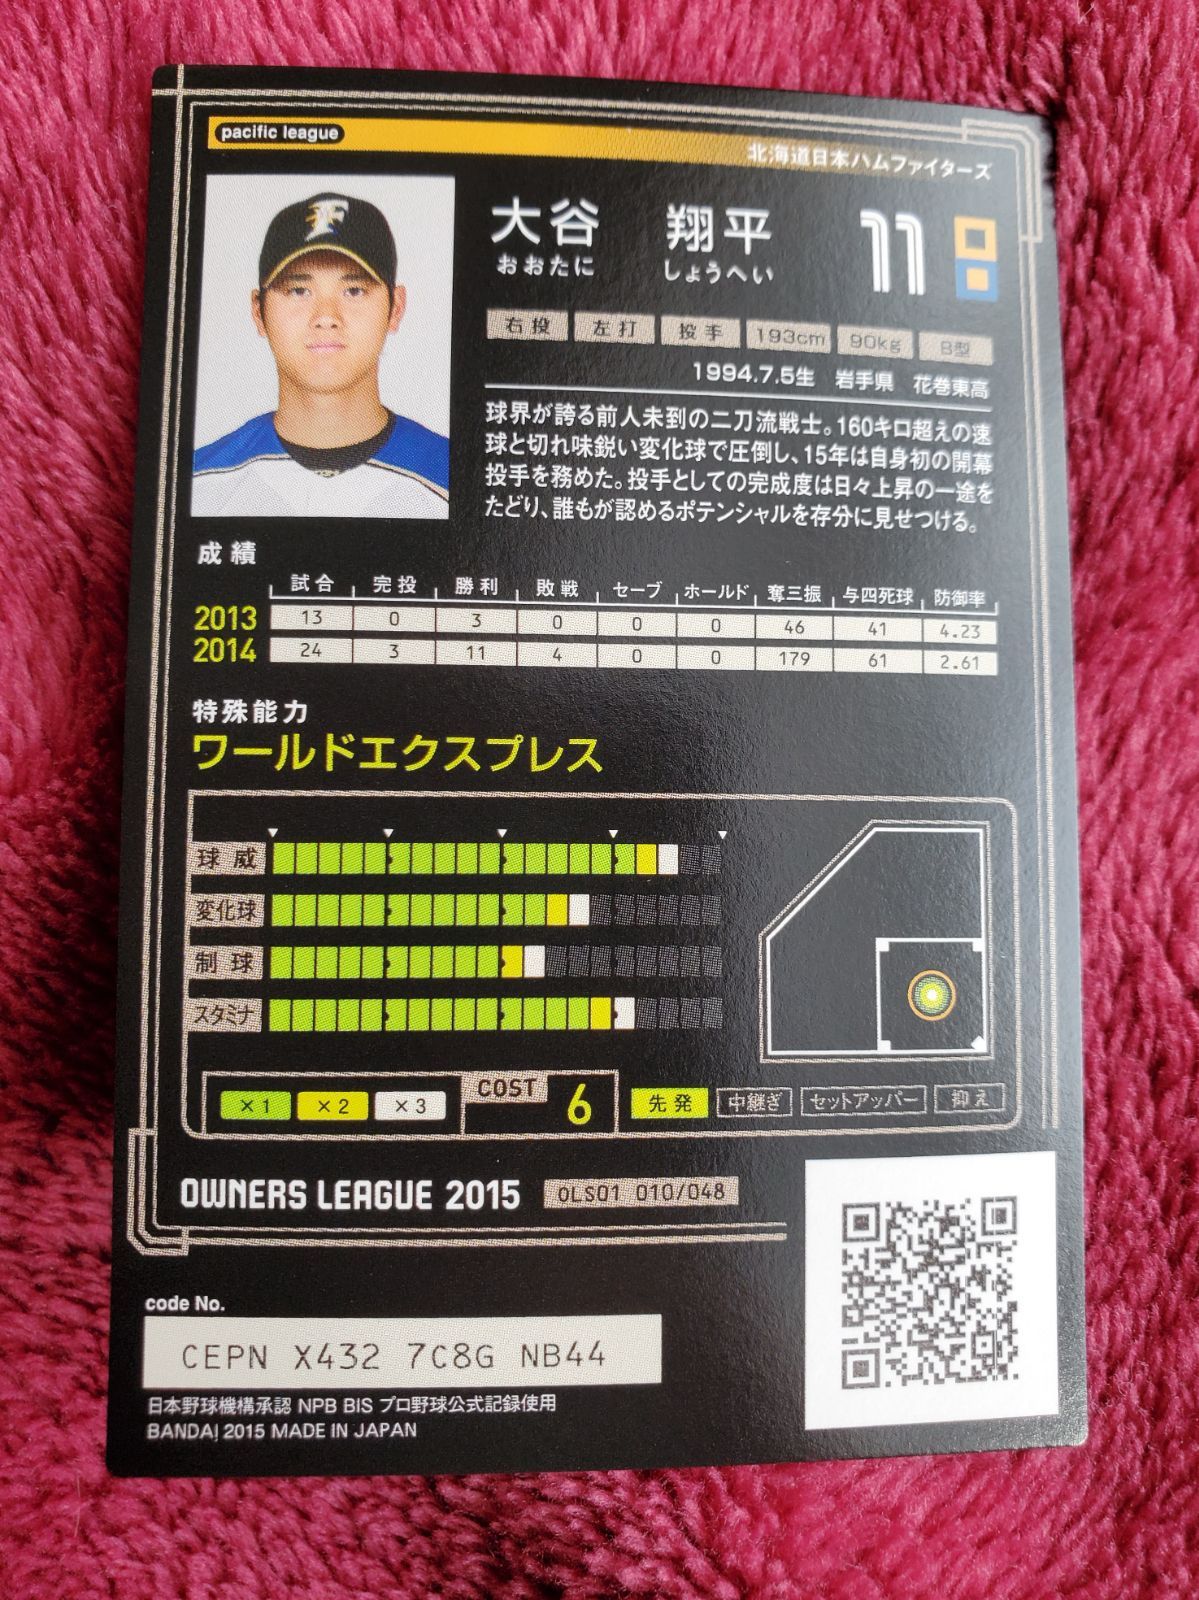 pacific league
北海道日本ハムファイターズ
大谷 翔平 11
おおたに しょうへい
右投 左打 投手 193cm 90kg B型
1994.7.5生 岩手県 花巻東高
球界が誇る前人未到の二刀流戦士。160キロ超えの速
球と切れ味鋭い変化球で圧倒し、15年は自身初の開幕
投手を務めた。投手としての完成度は日々上昇の一途を
たどり、誰もが認めるポテンシャルを存分に見せつける。
成績
試合 完投 勝利 敗戦 セーブ ホールド 奪三振 与四死球 防御率
2013 13 0 3 0 0 0 46 41 4.23
2014 24 3 11 4 0 0 179 61 2.61
特殊能力
ワールドエクスプレス
球威
変化球
制球
スタミナ
×1 ×2 ×3 COST 6 先発 中継ぎ セットアッパー 抑え
OWNERS LEAGUE 2015 OLS01 010/048
code No.
CEPN X432 7C8G NB44
日本野球機構承認 NPB BIS プロ野球公式記録使用
BANDAI 2015 MADE IN JAPAN
F